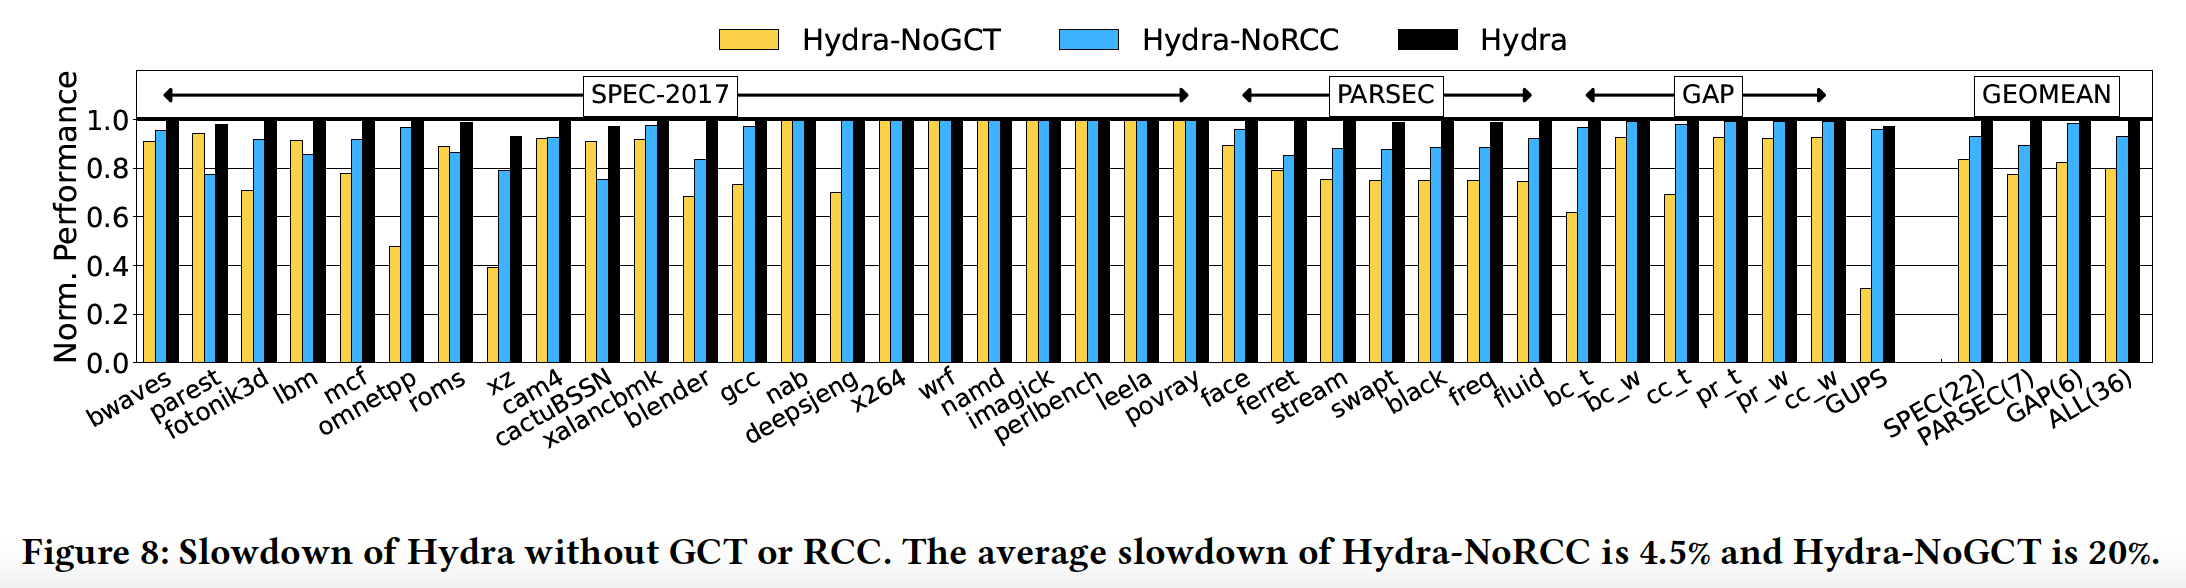 Hydra-NoGCT Hydra-NoRCC Hydra
SPEC-2017 PARSEC GAP GEOMEAN
Norm. Performance
1.0
0.8
0.6
0.4
0.2
0.0
bwaves parest fotonik3d lbm mcf omnetpp roms xz cam4 cactuBSSN xalancbmk blender gcc nab deepsjeng x264 wrf namd imagick perlbench leela povray face ferret stream swapt black freq fluid bc_t bc_w cc_t pr_t pr_w cc_w GUPS SPEC(22) PARSEC(7) GAP(6) ALL(36)
Figure 8: Slowdown of Hydra without GCT or RCC. The average slowdown of Hydra-NoRCC is 4.5% and Hydra-NoGCT is 20%.